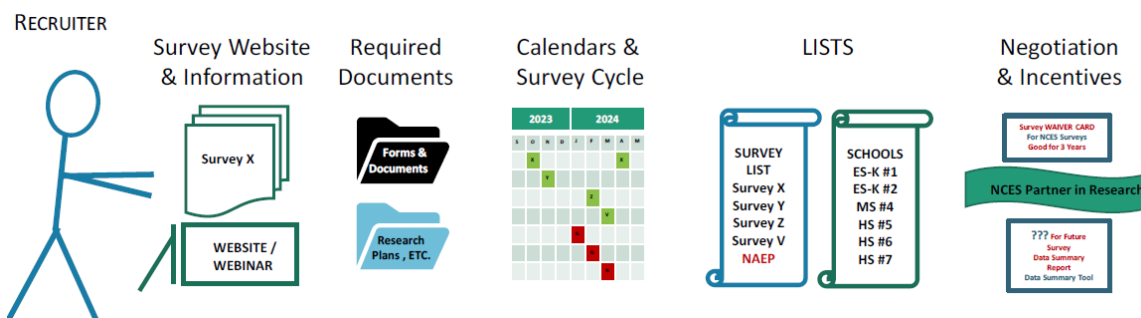 RECRUITER
Survey Website
& Information
Required
Documents
Calendars &
Survey Cycle
LISTS
Negotiation
& Incentives
Survey X
WEBSITE /
WEBINAR
Forms &
Documents
Research
Plans , ETC.
2023 2024
S O N D J F M A M
X X
Y
Z
V
SURVEY
LIST
Survey X
Survey Y
Survey Z
Survey V
NAEP
SCHOOLS
ES-K #1
ES-K #2
MS #4
HS #5
HS #6
HS #7
Survey WAIVER CARD
For NCES Surveys
Good for 3 Years
NCES Partner in Research
??? For Future
Survey
Data Summary
Report
Data Summary Tool